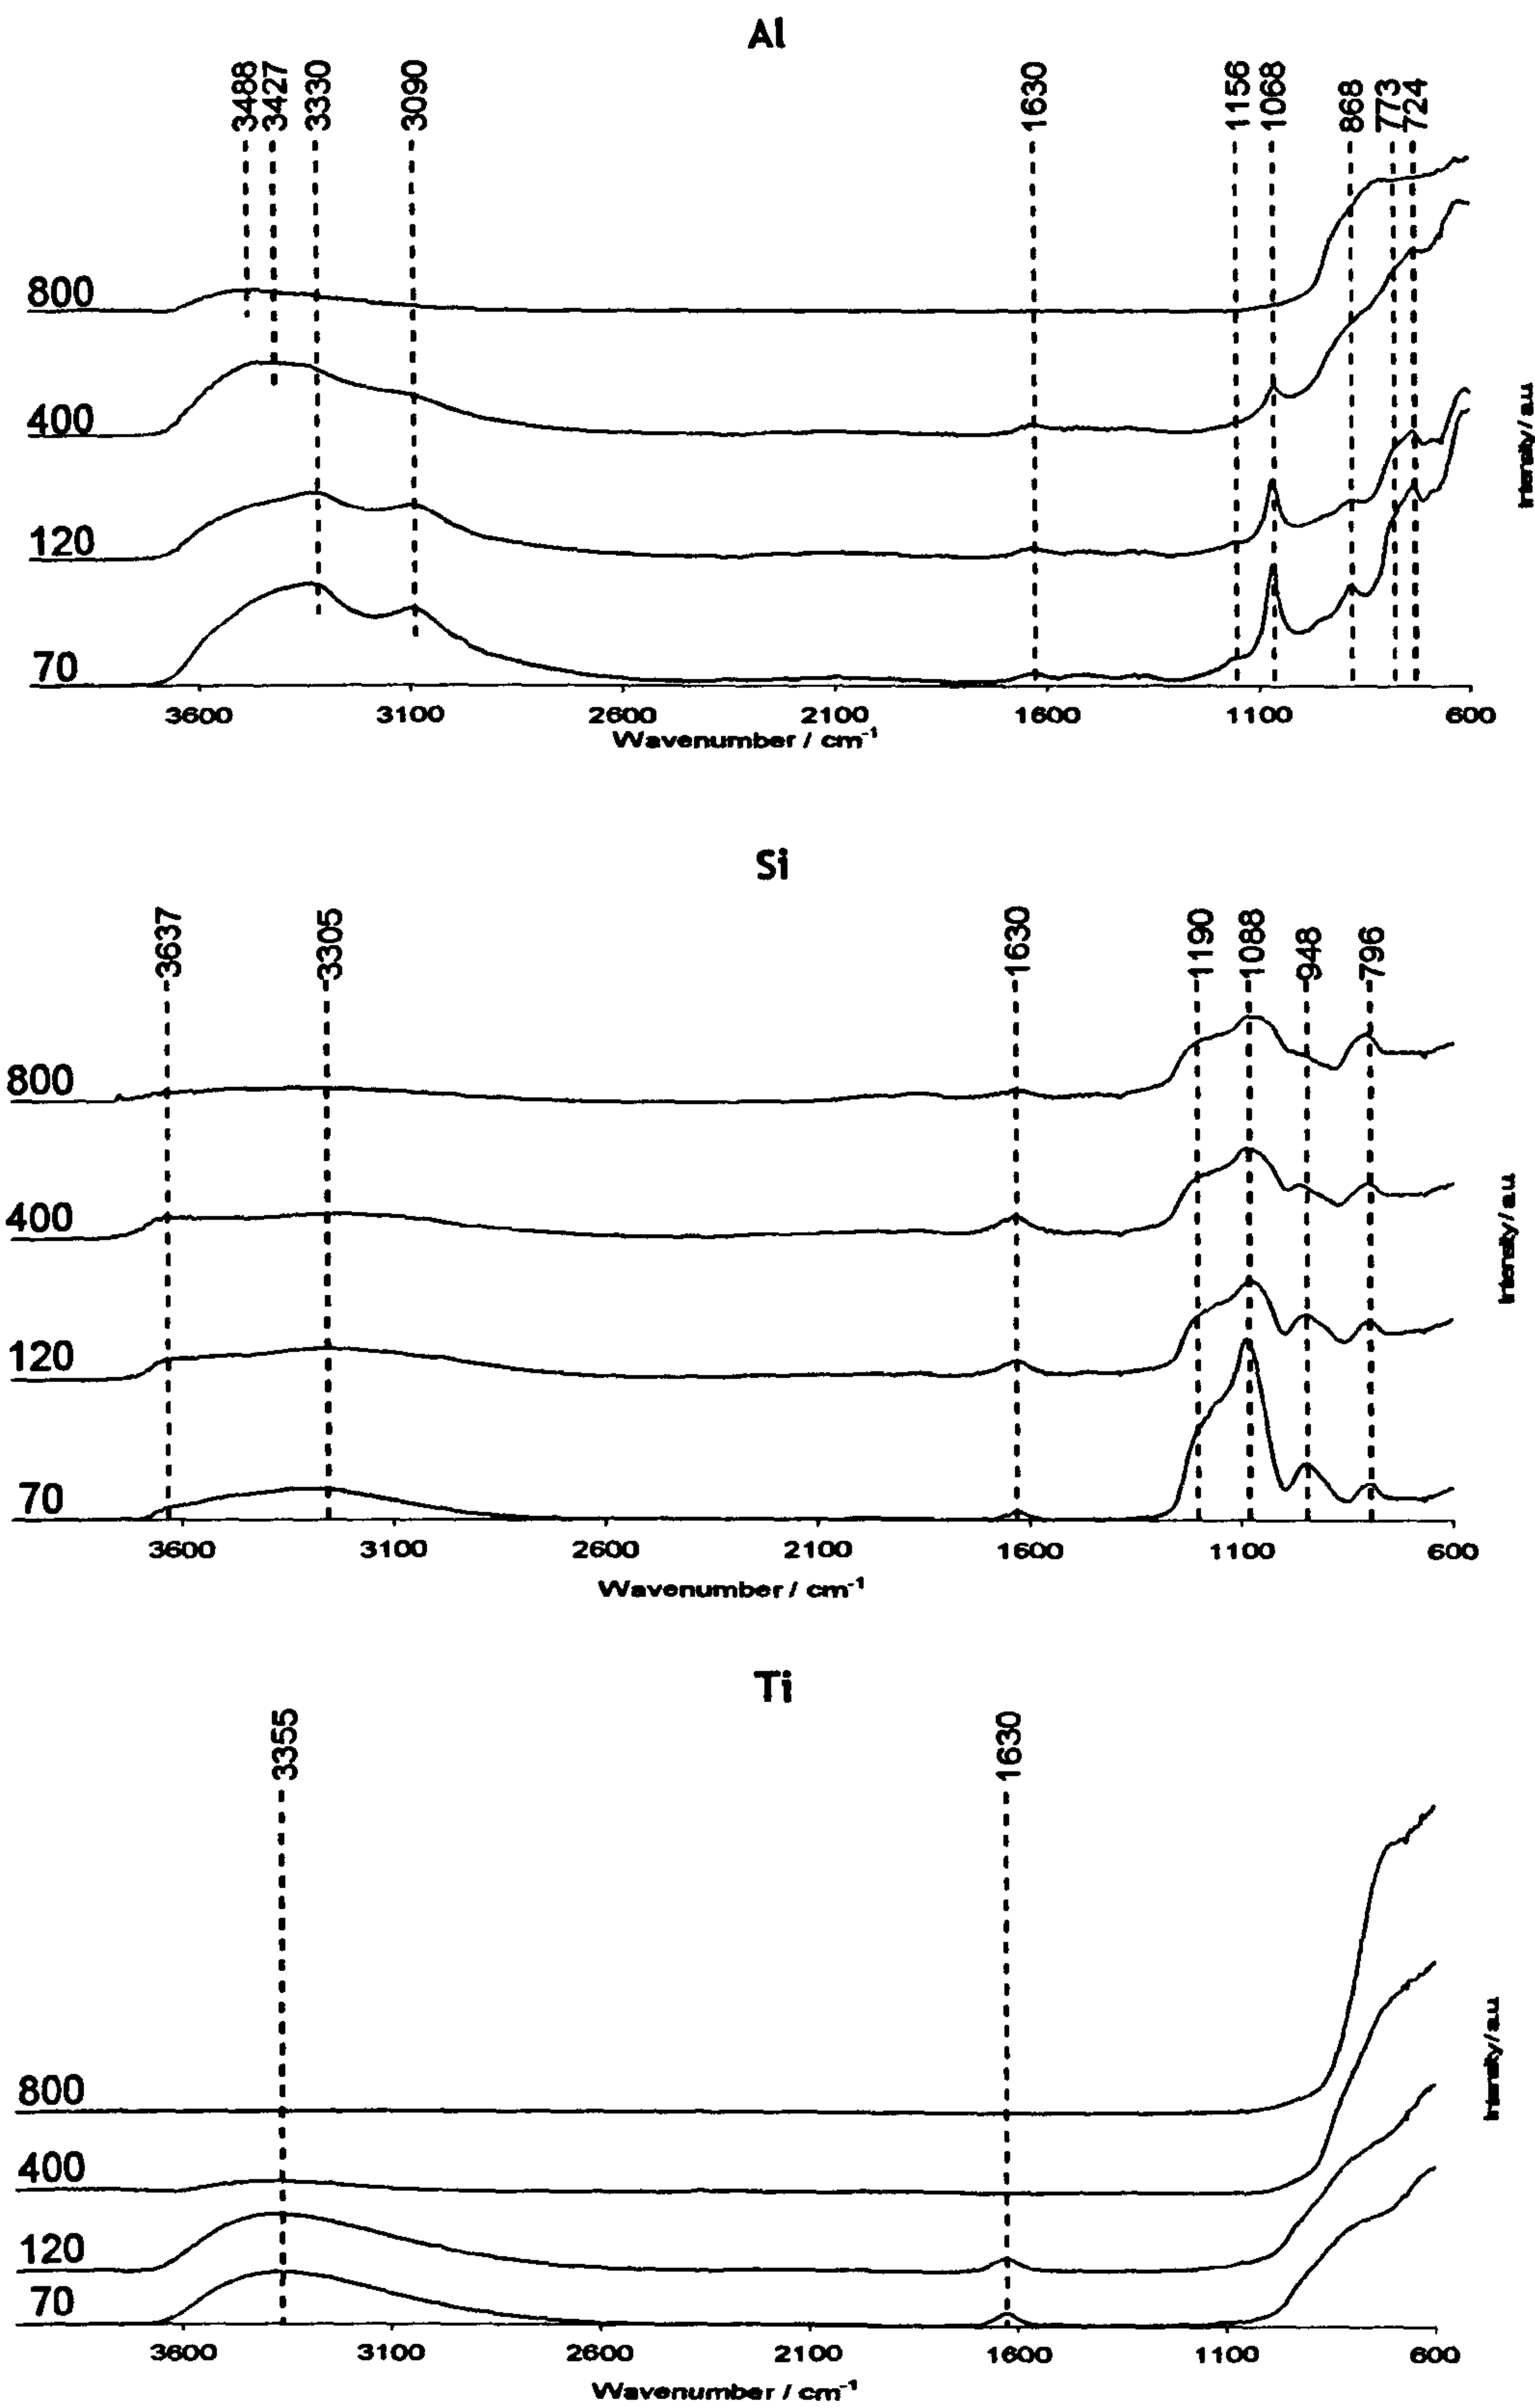 Al
3488 3427 3330 3090 1630 1156 1068 868 773 724
800
400
120
70
Intensity / a.u.
3600 3100 2600 2100 1600 1100 600
Wavenumber / cm-1
Si
3637 3305 1630 1190 1088 948 796
800
400
120
70
Intensity / a.u.
3600 3100 2600 2100 1600 1100 600
Wavenumber / cm-1
Ti
3355 1630
800
400
120
70
Intensity / a.u.
3600 3100 2600 2100 1600 1100 600
Wavenumber / cm-1